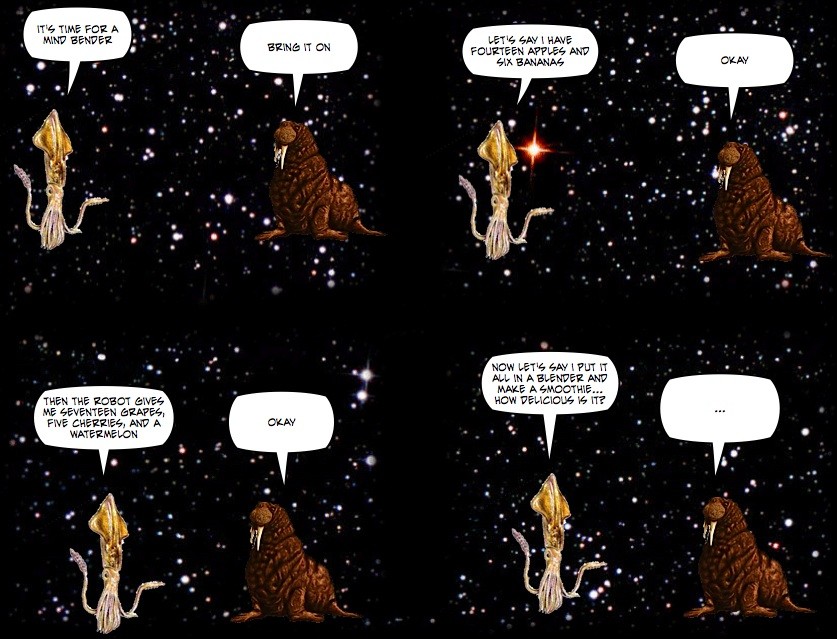 IT'S TIME FOR A
MIND BENDER
BRING IT ON
LET'S SAY I HAVE
FOURTEEN APPLES AND
SIX BANANAS
OKAY
THEN THE ROBOT GIVES
ME SEVENTEEN GRAPES,
FIVE CHERRIES, AND A
WATERMELON
OKAY
NOW LET'S SAY I PUT IT
ALL IN A BLENDER AND
MAKE A SMOOTHIE...
HOW DELICIOUS IS IT?
...